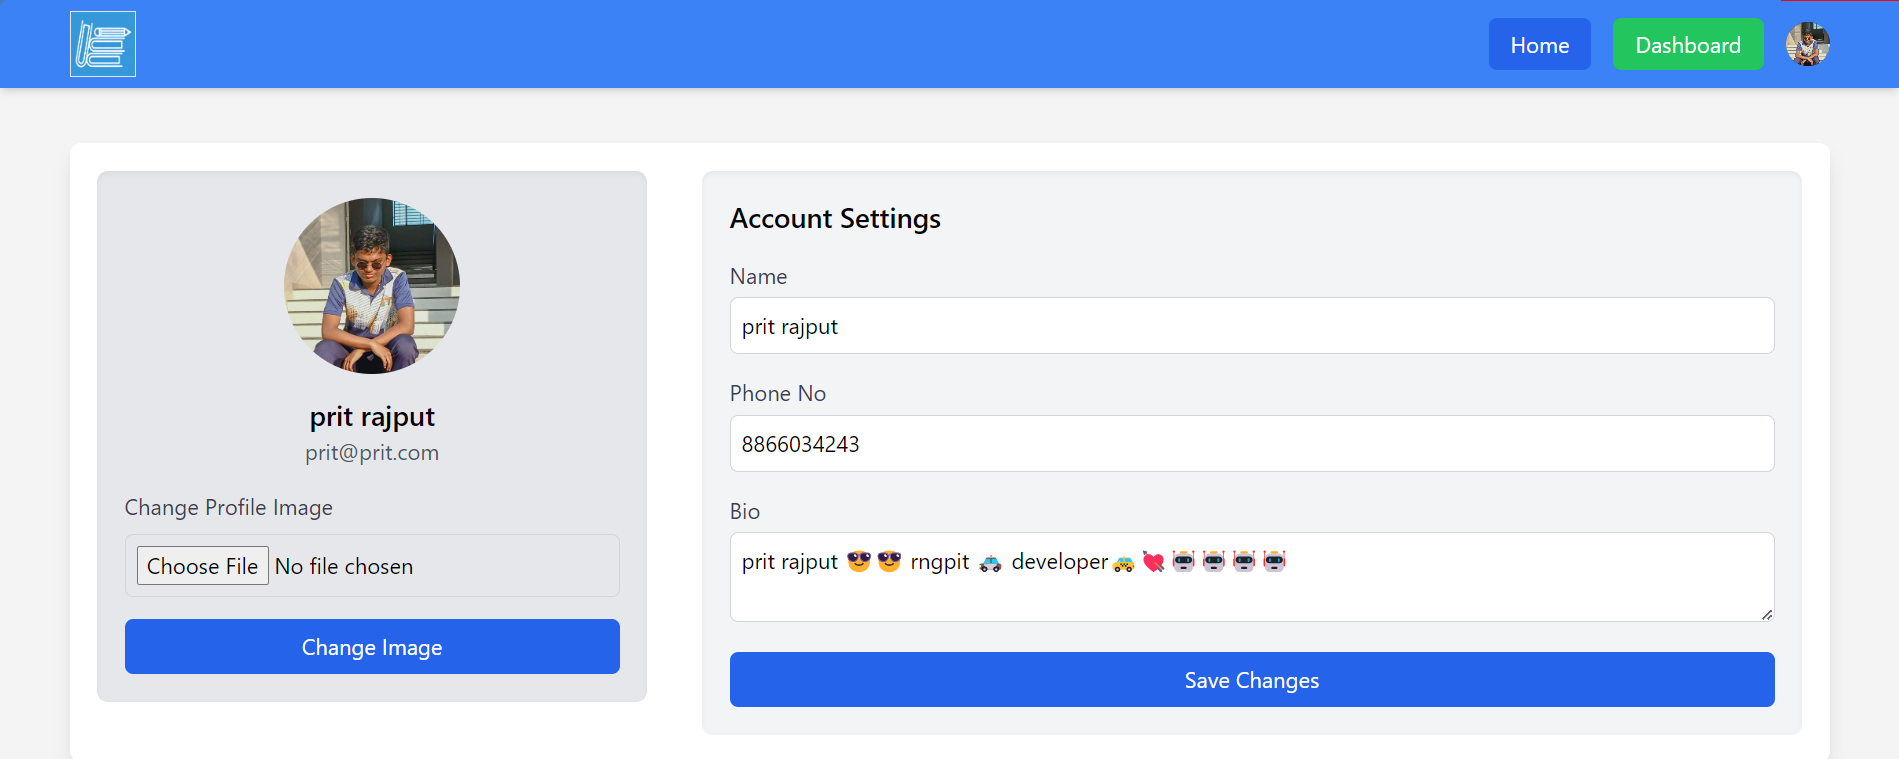 Home
Dashboard
prit rajput
prit@prit.com
Change Profile Image
Choose File No file chosen
Change Image
Account Settings
Name
prit rajput
Phone No
8866034243
Bio
prit rajput 😎😎 rngpit 🚓 developer🚕💘🤖🤖🤖🤖
Save Changes